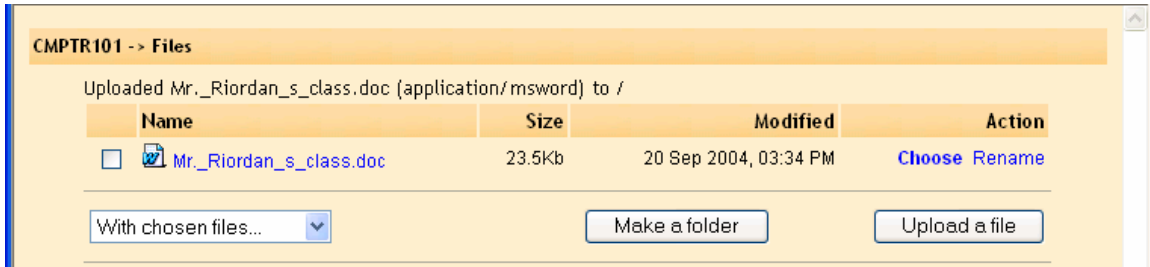 CMPTR101 -> Files
Uploaded Mr._Riordan_s_class.doc (application/msword) to /
Name Size Modified Action
Mr._Riordan_s_class.doc 23.5Kb 20 Sep 2004, 03:34 PM Choose Rename
With chosen files... Make a folder Upload a file